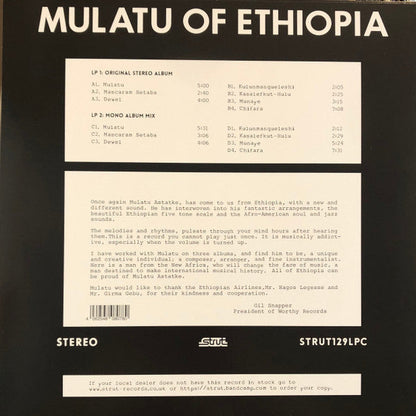 MULATU OF ETHIOPIA
LP 1: ORIGINAL STEREO ALBUM
A1. Mulatu 5:00
A2. Mascaram Setaba 2:40
A3. Dewel 4:00
B1. Kulunmanqueleshi 2:05
B2. Kasalefkut-Hulu 2:25
B3. Munaye 3:15
B4. Chifara 7:08
LP 2: MONO ALBUM MIX
C1. Mulatu 5:31
C2. Mascaram Setaba 3:06
C3. Dewel 4:06
D1. Kulunmanqueleshi 2:12
D2. Kasalefkut-Hulu 2:29
D3. Munaye 5:24
D4. Chifara 7:31
Once again Mulatu Astatke, has come to us from Ethiopia, with a new and
different sound. He has interwoven into his fantastic arrangements, the
beautiful Ethiopian five tone scale and the Afro-American soul and jazz
sounds.
The melodies and rhythms, pulsate through your mind hours after hearing
them.This is a record you cannot play just once. It is musically addict-
ive, especially when the volume is turned up.
I have worked with Mulatu on three albums, and find him to be, a unique
and creative individual; a composer, arranger, and fine instrumentalist.
Here is a man from the New Africa, who will change the face of music, a
man destined to make international musical history. All of Ethiopia can
be proud of Mulatu Astatke.
Mulatu would like to thank the Ethiopian Airlines,Mr. Hagos Legesse and
Mr. Girma Gebu, for their kindness and cooperation.
Gil Snapper
President of Worthy Records
STEREO
strut
STRUT129LPC
If your local dealer does not have this record in stock go to
www.strut-records.co.uk or https://strut.bandcamp.com to order your copy.